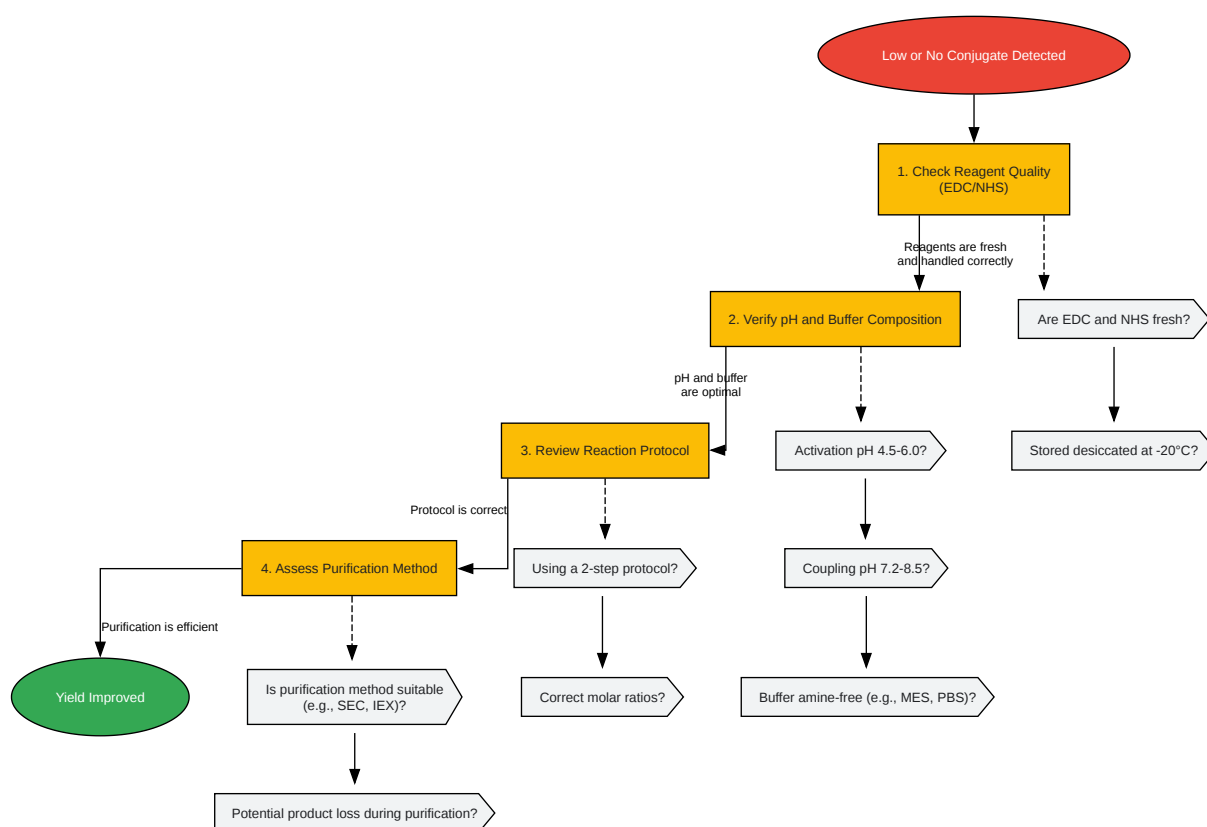 Low or No Conjugate Detected
1. Check Reagent Quality
(EDC/NHS)
Reagents are fresh
and handled correctly
2. Verify pH and Buffer Composition
Are EDC and NHS fresh?
pH and buffer
are optimal
3. Review Reaction Protocol
Activation pH 4.5-6.0?
Stored desiccated at -20°C?
Protocol is correct
4. Assess Purification Method
Using a 2-step protocol?
Coupling pH 7.2-8.5?
Purification is efficient
Yield Improved
Is purification method suitable
(e.g., SEC, IEX)?
Correct molar ratios?
Buffer amine-free (e.g., MES, PBS)?
Potential product loss during purification?